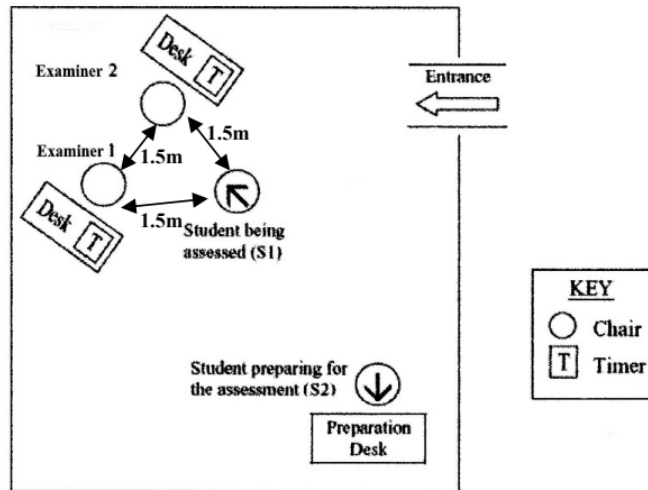 Examiner 2
Desk
T
Entrance
1.5m
Examiner 1
1.5m
Desk
T
1.5m
Student being
assessed (S1)
KEY
Chair
T
Timer
Student preparing for
the assessment (S2)
Preparation
Desk